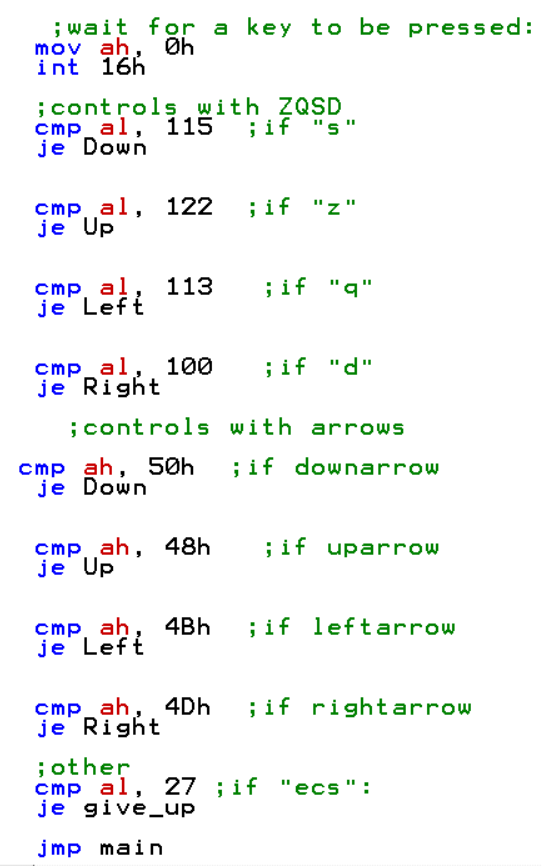 ;wait for a key to be pressed:
mov ah, 0h
int 16h
;controls with ZQSD
cmp al, 115 ;if "s"
je Down
cmp al, 122 ;if "z"
je Up
cmp al, 113 ;if "q"
je Left
cmp al, 100 ;if "d"
je Right
;controls with arrows
cmp ah, 50h ;if downarrow
je Down
cmp ah, 48h ;if uparrow
je Up
cmp ah, 4Bh ;if leftarrow
je Left
cmp ah, 4Dh ;if rightarrow
je Right
;other
cmp al, 27 ;if "ecs":
je give_up
jmp main